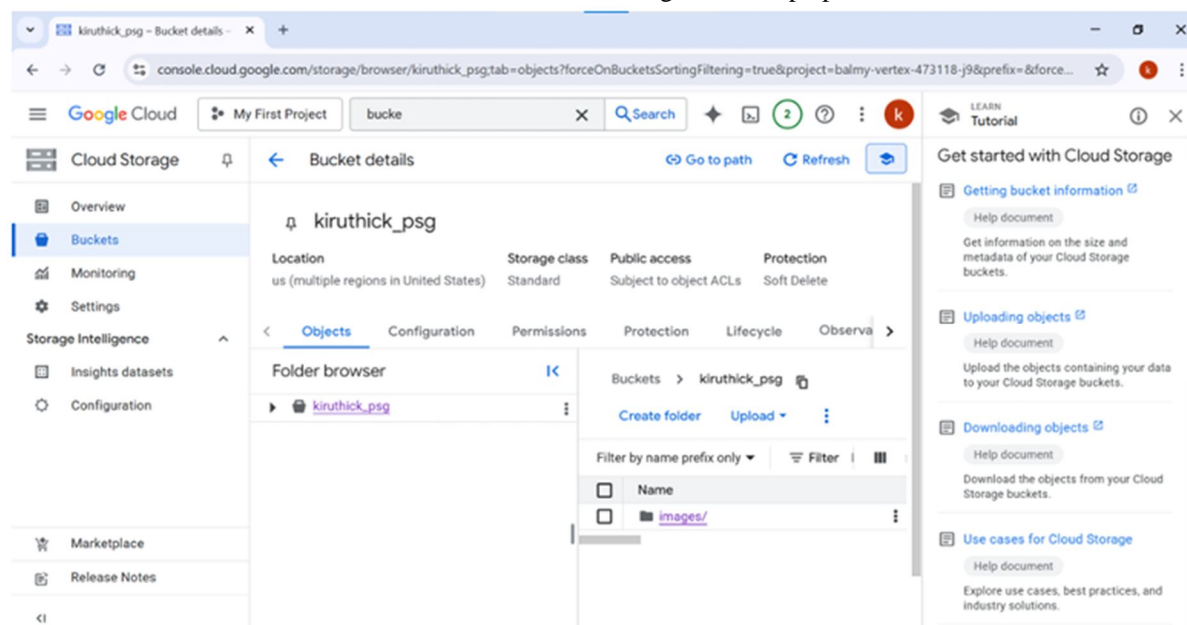 kiruthick_psg – Bucket details –
console.cloud.google.com/storage/browser/kiruthick_psg;tab=objects?forceOnBucketsSortingFiltering=true&project=balmy-vertex-473118-j9&prefix=&force...
k
Google Cloud
My First Project
bucke
Search
2
k
LEARN
Tutorial
Cloud Storage
Bucket details
Go to path
Refresh
Get started with Cloud Storage
Overview
Buckets
Monitoring
Settings
Storage Intelligence
Insights datasets
Configuration
Marketplace
Release Notes
kiruthick_psg
Location
Storage class
Public access
Protection
us (multiple regions in United States)
Standard
Subject to object ACLs
Soft Delete
Objects
Configuration
Permissions
Protection
Lifecycle
Observa
Folder browser
kiruthick_psg
Buckets > kiruthick_psg
Create folder
Upload
Filter by name prefix only
Filter
Name
images/
Getting bucket information
Help document
Get information on the size and
metadata of your Cloud Storage
buckets.
Uploading objects
Help document
Upload the objects containing your data
to your Cloud Storage buckets.
Downloading objects
Help document
Download the objects from your Cloud
Storage buckets.
Use cases for Cloud Storage
Help document
Explore use cases, best practices, and
industry solutions.